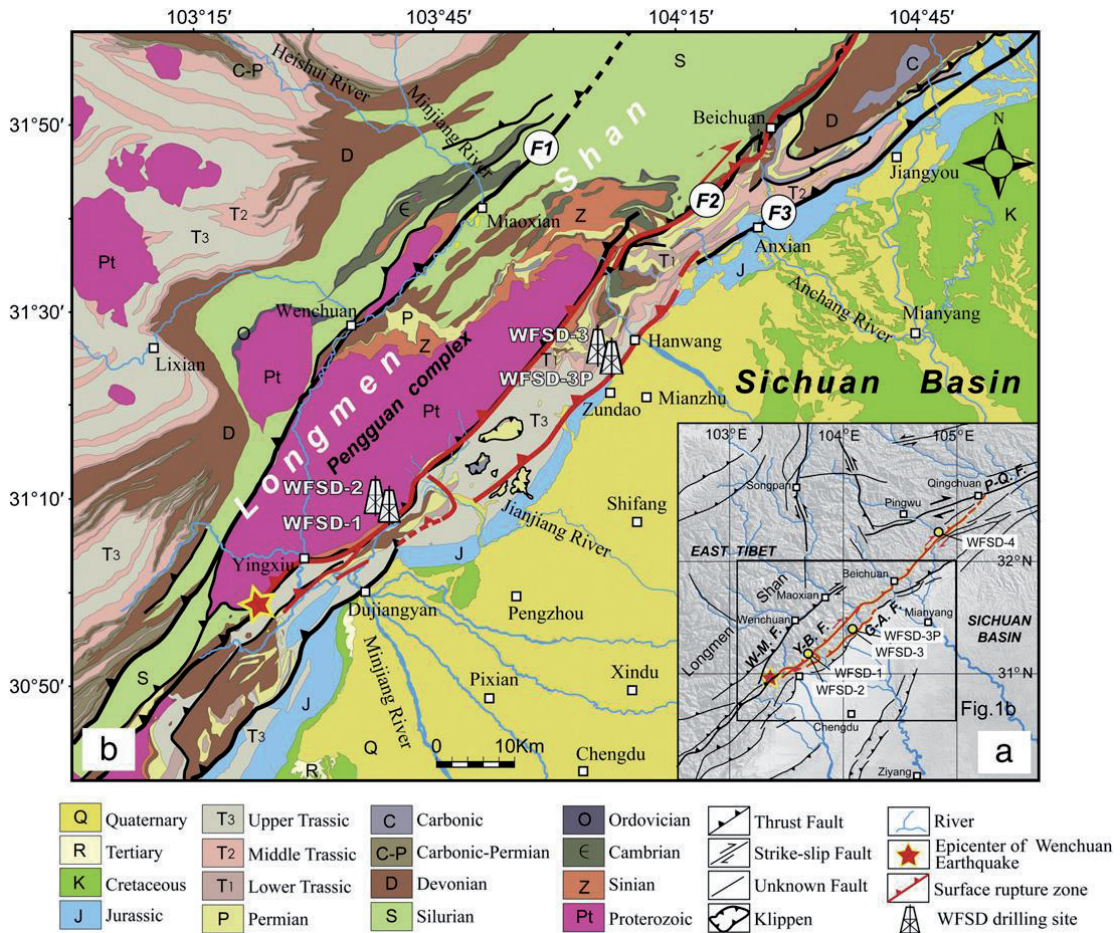 103°15′ 103°45′ 104°15′ 104°45′
31°50′
31°30′
31°10′
30°50′
C-P
Heishui River
Minjiang River
S
C
Beichuan
D
F1
Shan
D
N
Jiangyou
K
T2
Є
Z
F2
T2
F3
T3
Miaoxian
Anxian
Pt
T1
J
Anchang River
Wenchuan
P
O
Z
WFSD-3
Hanwang
Mianyang
Lixian
T1
Pt
WFSD-3P
Longmen
Pengguan complex
Pt
Zundao
Mianzhu
Sichuan Basin
T3
D
WFSD-2
WFSD-1
Shifang
Jianjiang River
T3
Yingxiu
J
Dujiangyan
Pengzhou
S
Minjiang River
Pixian
Xindu
J
T3
Q
0 10Km
Chengdu
R
b
103°E 104°E 105°E
Songpan
Qingchuan
P-Q. F.
Pingwu
WFSD-4
EAST TIBET
32°N
Beichuan
Shan
Maoxian
Wenchuan
Mianyang
Longmen
W-M. F.
Y-B. F.
G-A. F.
SICHUAN
BASIN
WFSD-3P
WFSD-3
31°N
WFSD-1
WFSD-2
Fig.1b
Chengdu
a
Ziyang
Q Quaternary
R Tertiary
K Cretaceous
J Jurassic
T3 Upper Trassic
T2 Middle Trassic
T1 Lower Trassic
P Permian
C Carbonic
C-P Carbonic-Permian
D Devonian
S Silurian
O Ordovician
Є Cambrian
Z Sinian
Pt Proterozoic
Thrust Fault
Strike-slip Fault
Unknown Fault
Klippen
River
Epicenter of Wenchuan
Earthquake
Surface rupture zone
WFSD drilling site